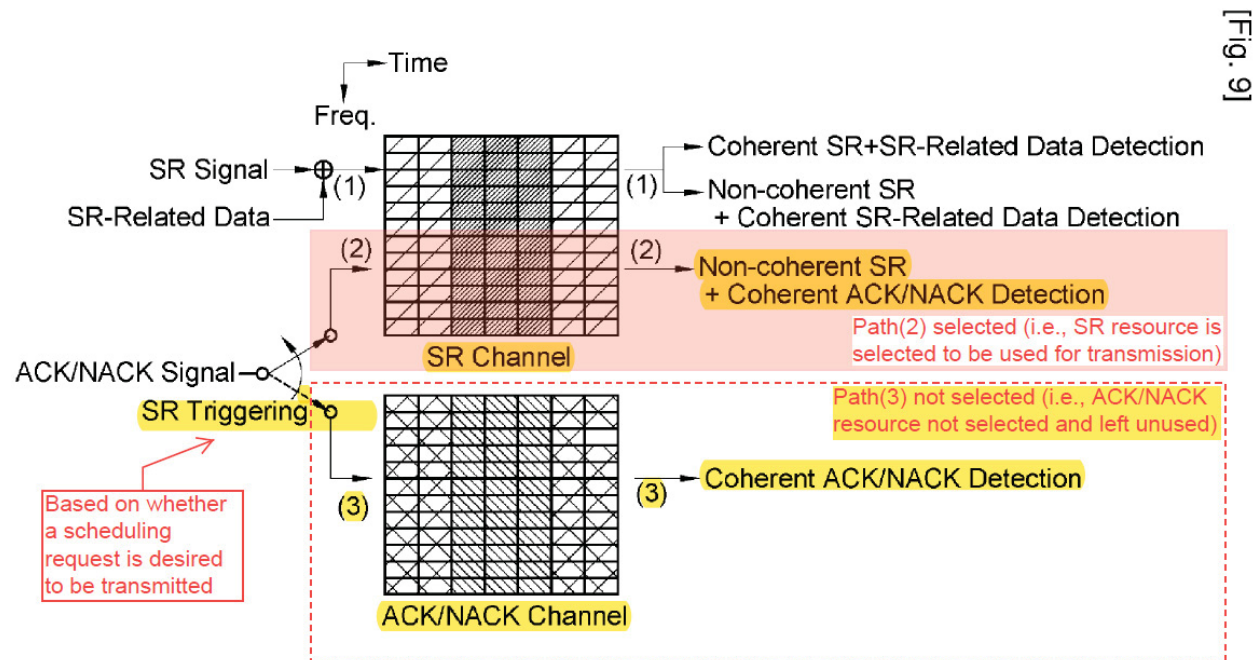 [Fig. 9]
Time
Freq.
SR Signal
(1)
SR-Related Data
(1)
Coherent SR+SR-Related Data Detection
Non-coherent SR
+ Coherent SR-Related Data Detection
(2)
(2)
Non-coherent SR
+ Coherent ACK/NACK Detection
Path(2) selected (i.e., SR resource is
selected to be used for transmission)
SR Channel
ACK/NACK Signal
SR Triggering
Path(3) not selected (i.e., ACK/NACK
resource not selected and left unused)
(3)
(3)
Coherent ACK/NACK Detection
Based on whether
a scheduling
request is desired
to be transmitted
ACK/NACK Channel